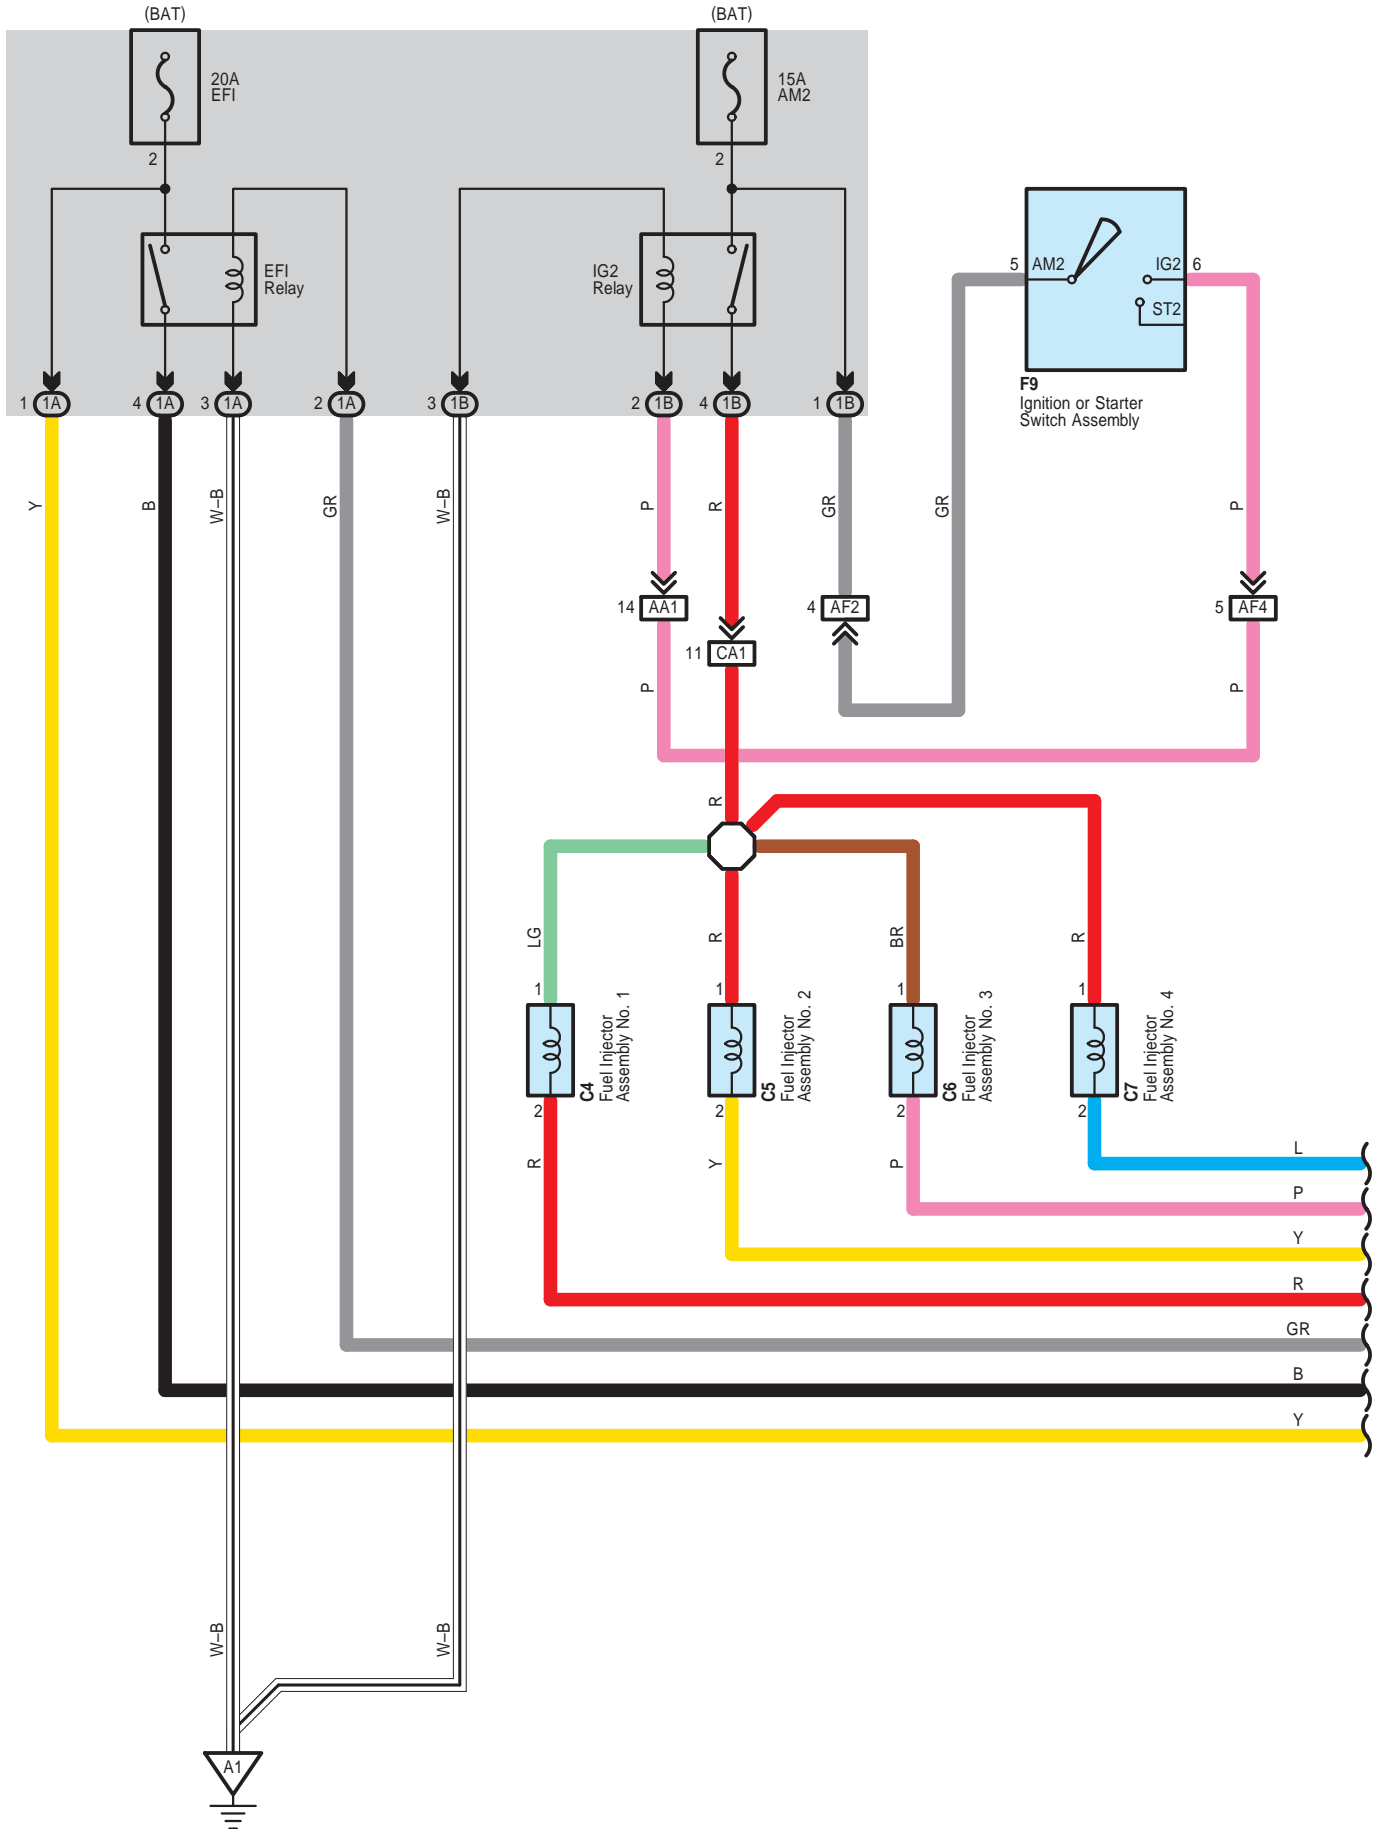 (BAT)
(BAT)
20A
EFI
15A
AM2
2
2
EFI
Relay
IG2
Relay
5
AM2
IG2
6
ST2
F9
Ignition or Starter
Switch Assembly
1
1A
4
1A
3
1A
2
1A
3
1B
2
1B
4
1B
1
1B
Y
B
W–B
GR
W–B
P
R
GR
GR
P
14
AA1
4
AF2
5
AF4
11
CA1
P
P
R
LG
R
BR
R
1
1
1
1
C4
Fuel Injector
Assembly No. 1
C5
Fuel Injector
Assembly No. 2
C6
Fuel Injector
Assembly No. 3
C7
Fuel Injector
Assembly No. 4
2
2
2
2
R
Y
P
L
P
Y
R
GR
B
Y
W–B
W–B
A1